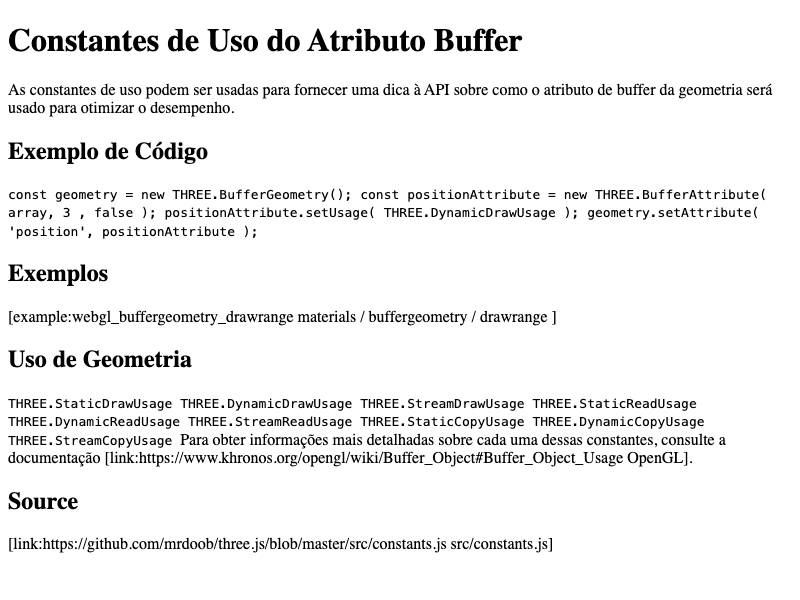 Constantes de Uso do Atributo Buffer
As constantes de uso podem ser usadas para fornecer uma dica à API sobre como o atributo de buffer da geometria será
usado para otimizar o desempenho.
Exemplo de Código
const geometry = new THREE.BufferGeometry(); const positionAttribute = new THREE.BufferAttribute(
array, 3 , false ); positionAttribute.setUsage( THREE.DynamicDrawUsage ); geometry.setAttribute(
'position', positionAttribute );
Exemplos
[example:webgl_buffergeometry_drawrange materials / buffergeometry / drawrange ]
Uso de Geometria
THREE.StaticDrawUsage THREE.DynamicDrawUsage THREE.StreamDrawUsage THREE.StaticReadUsage
THREE.DynamicReadUsage THREE.StreamReadUsage THREE.StaticCopyUsage THREE.DynamicCopyUsage
THREE.StreamCopyUsage Para obter informações mais detalhadas sobre cada uma dessas constantes, consulte a
documentação [link:https://www.khronos.org/opengl/wiki/Buffer_Object#Buffer_Object_Usage OpenGL].
Source
[link:https://github.com/mrdoob/three.js/blob/master/src/constants.js src/constants.js]